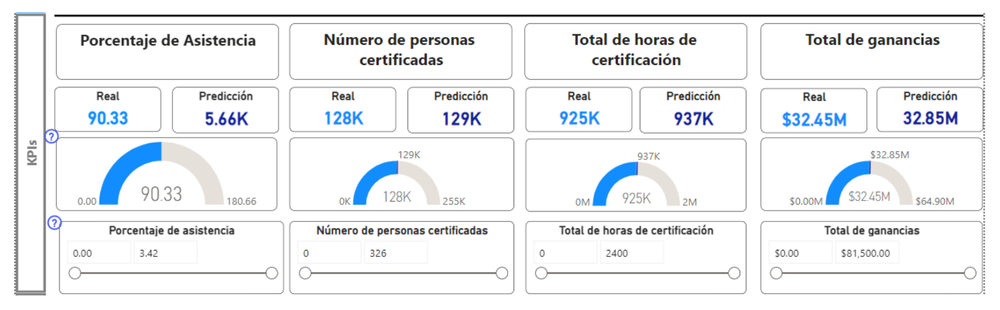 KPIs
Porcentaje de Asistencia
Número de personas
certificadas
Total de horas de
certificación
Total de ganancias
Real
90.33
Predicción
5.66K
Real
128K
Predicción
129K
Real
925K
Predicción
937K
Real
$32.45M
Predicción
32.85M
?
90.33
0.00
180.66
129K
128K
0K
255K
937K
925K
0M
2M
$32.85M
$32.45M
$0.00M
$64.90M
?
Porcentaje de asistencia
0.00
3.42
Número de personas certificadas
0
326
Total de horas de certificación
0
2400
Total de ganancias
$0.00
$81,500.00